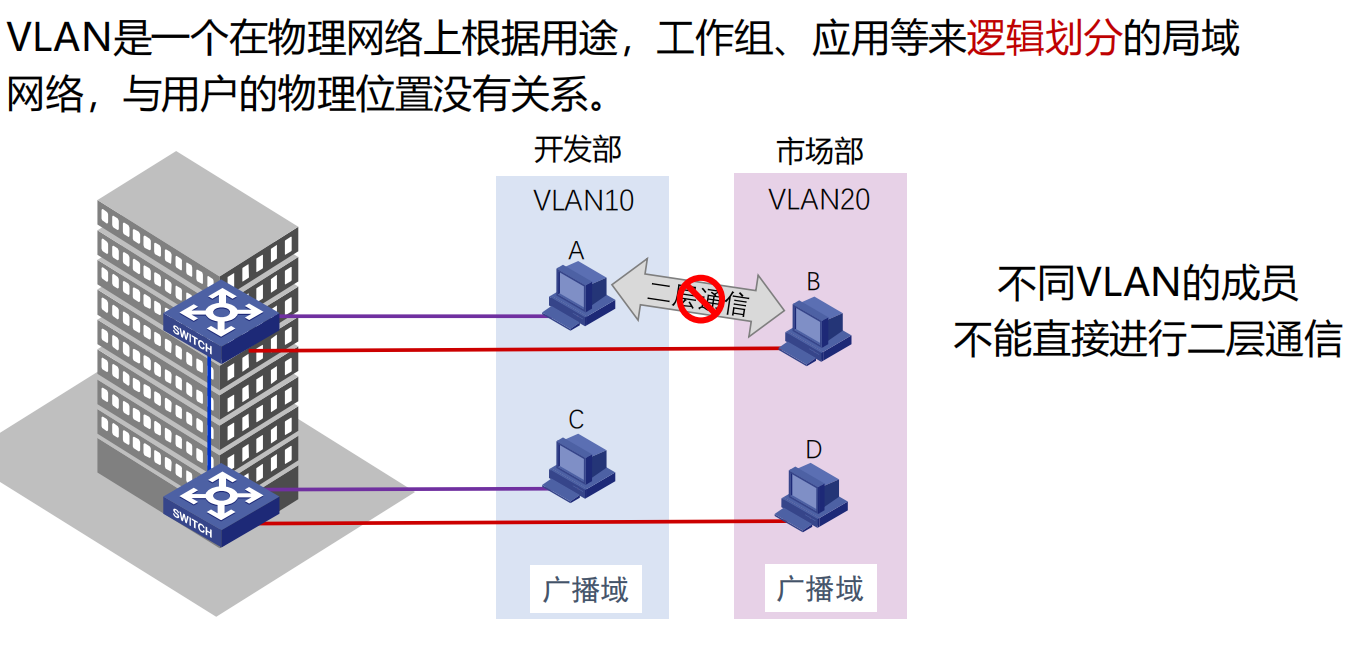 VLAN是一个在物理网络上根据用途，工作组、应用等来逻辑划分的局域
网络，与用户的物理位置没有关系。
开发部
市场部
VLAN10
VLAN20
A
B
二层通信
不同VLAN的成员
不能直接进行二层通信
SWITCH
C
D
SWITCH
广播域
广播域